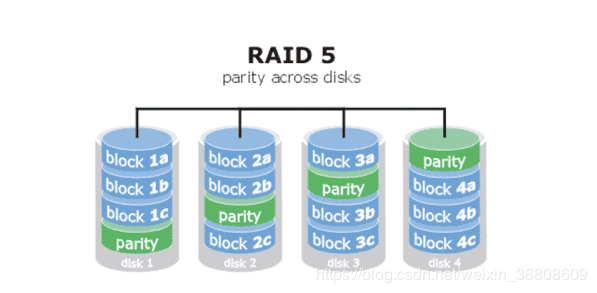 RAID 5
parity across disks
block 1a block 2a block 3a parity
block 1b block 2b parity block 4a
block 1c parity block 3b block 4b
parity block 2c block 3c block 4c
disk 1 disk 2 disk 3 disk 4
https://blog.csdn.net/weixin_38808609